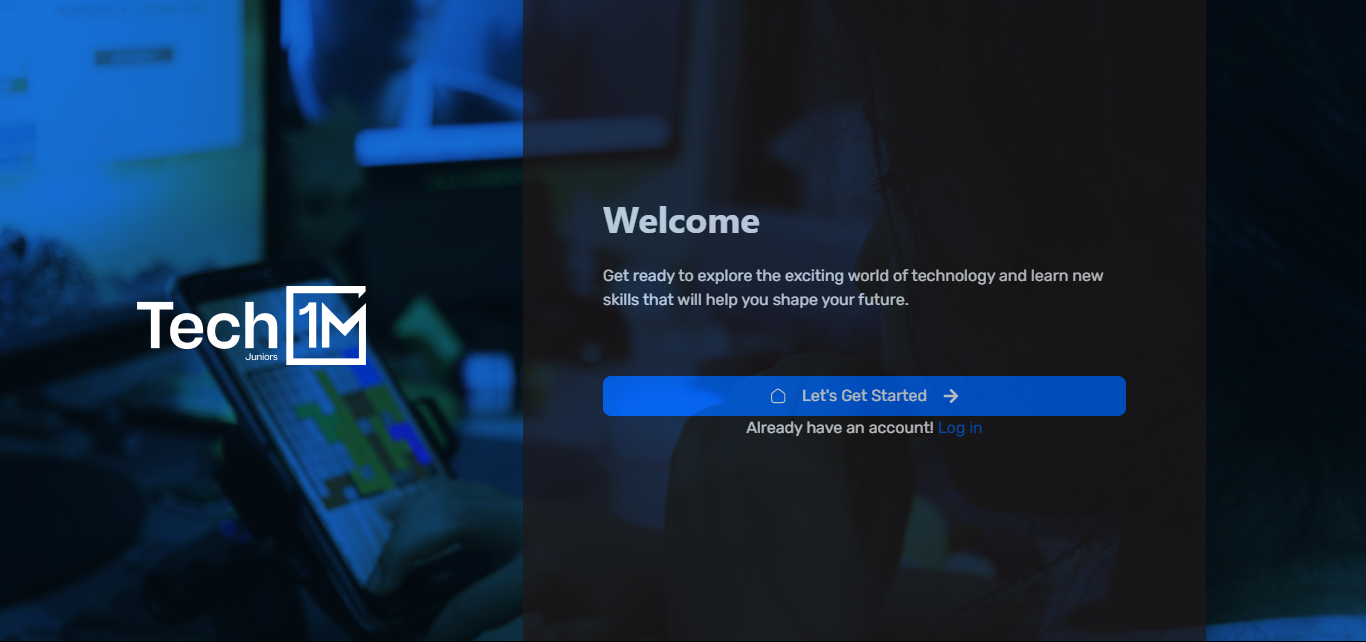 Welcome
Get ready to explore the exciting world of technology and learn new
skills that will help you shape your future.
Tech 1M
Juniors
Let's Get Started
Already have an account! Log in